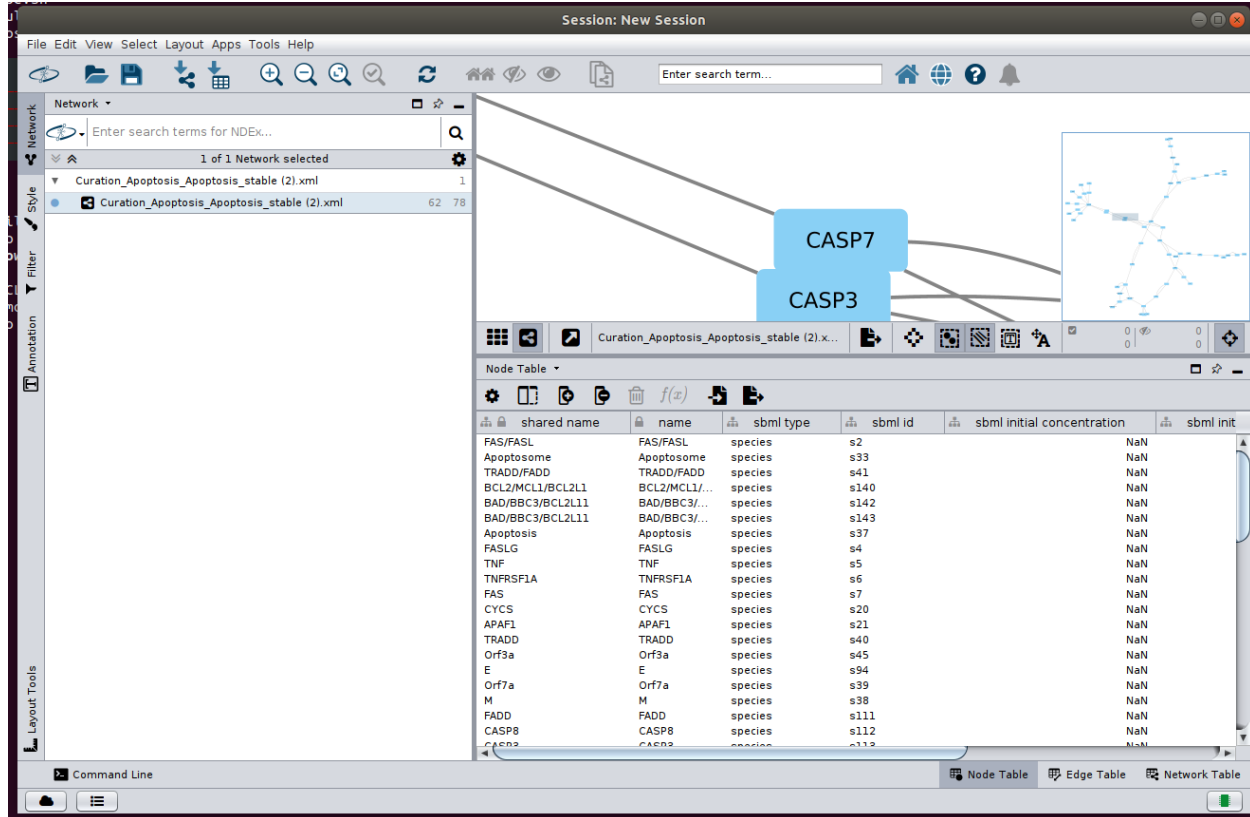 Session: New Session
File Edit View Select Layout Apps Tools Help
Enter search term...
Network
Enter search terms for NDEx...
1 of 1 Network selected
Curation_Apoptosis_Apoptosis_stable (2).xml 1
Curation_Apoptosis_Apoptosis_stable (2).xml 62 78
Network
Style
Filter
Annotation
Layout Tools
CASP7
CASP3
Curation_Apoptosis_Apoptosis_stable (2).x...
0 0
0 0
Node Table
f(x)
shared name name sbml type sbml id sbml initial concentration sbml init
FAS/FASL FAS/FASL species s2 NaN
Apoptosome Apoptosome species s33 NaN
TRADD/FADD TRADD/FADD species s41 NaN
BCL2/MCL1/BCL2L1 BCL2/MCL1/... species s140 NaN
BAD/BBC3/BCL2L11 BAD/BBC3/... species s142 NaN
BAD/BBC3/BCL2L11 BAD/BBC3/... species s143 NaN
Apoptosis Apoptosis species s37 NaN
FASLG FASLG species s4 NaN
TNF TNF species s5 NaN
TNFRSF1A TNFRSF1A species s6 NaN
FAS FAS species s7 NaN
CYCS CYCS species s20 NaN
APAF1 APAF1 species s21 NaN
TRADD TRADD species s40 NaN
Orf3a Orf3a species s45 NaN
E E species s94 NaN
Orf7a Orf7a species s39 NaN
M M species s38 NaN
FADD FADD species s111 NaN
CASP8 CASP8 species s112 NaN
CASP3 CASP3 species s113 NaN
Command Line
Node Table Edge Table Network Table